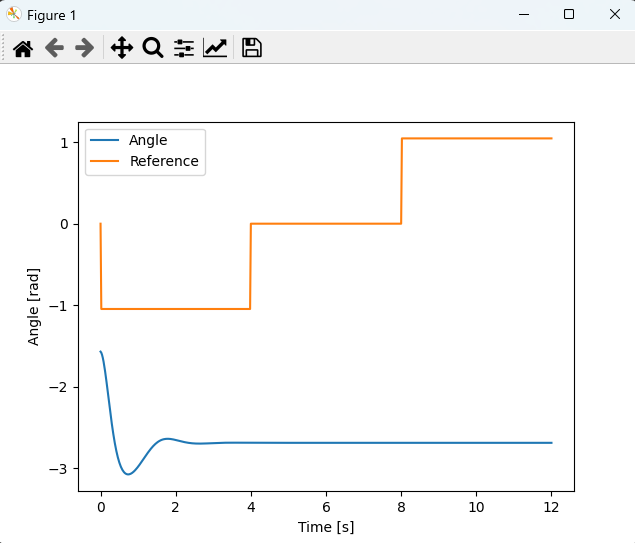 Figure 1
Angle
Reference
1
0
−1
−2
−3
Angle [rad]
0 2 4 6 8 10 12
Time [s]